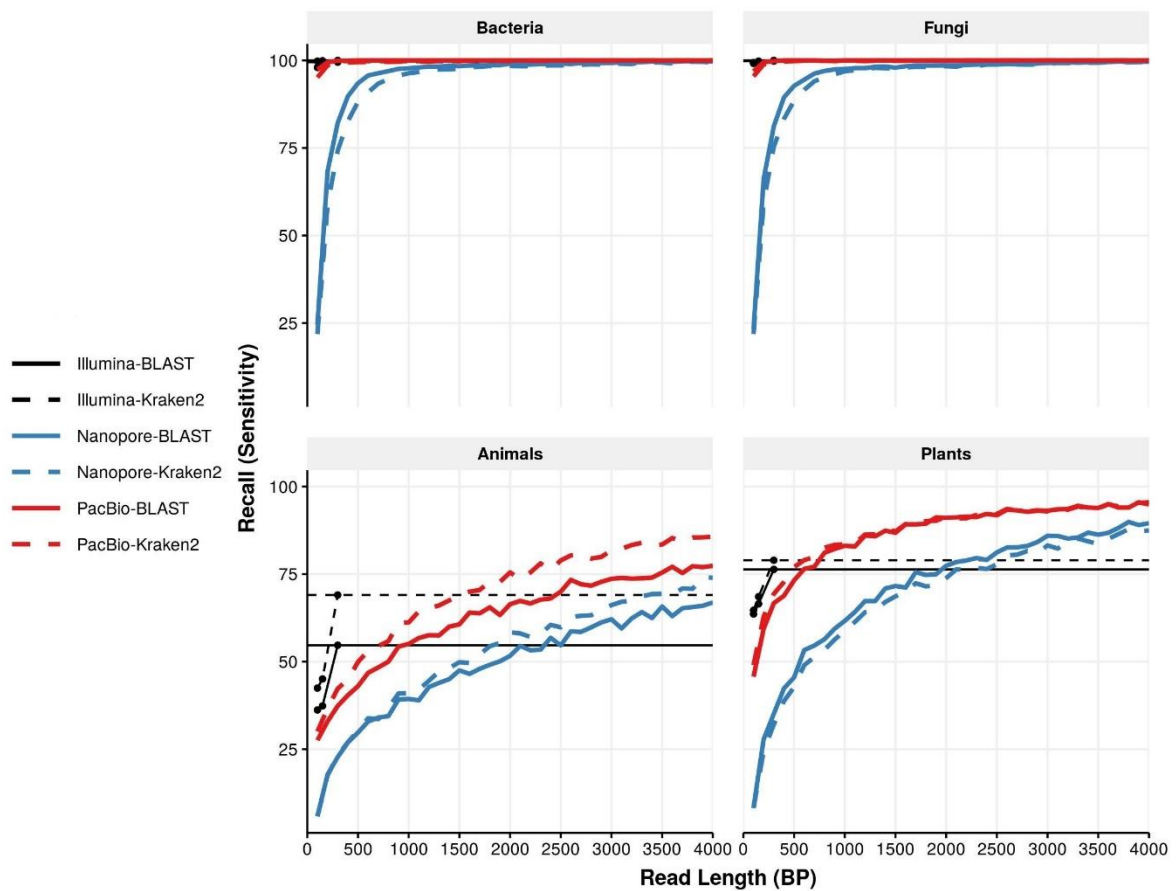 Bacteria
Fungi
100
75
50
25
Illumina-BLAST
Illumina-Kraken2
Nanopore-BLAST
Nanopore-Kraken2
PacBio-BLAST
PacBio-Kraken2
Recall (Sensitivity)
Animals
Plants
100
75
50
25
0 500 1000 1500 2000 2500 3000 3500 4000
0 500 1000 1500 2000 2500 3000 3500 4000
Read Length (BP)